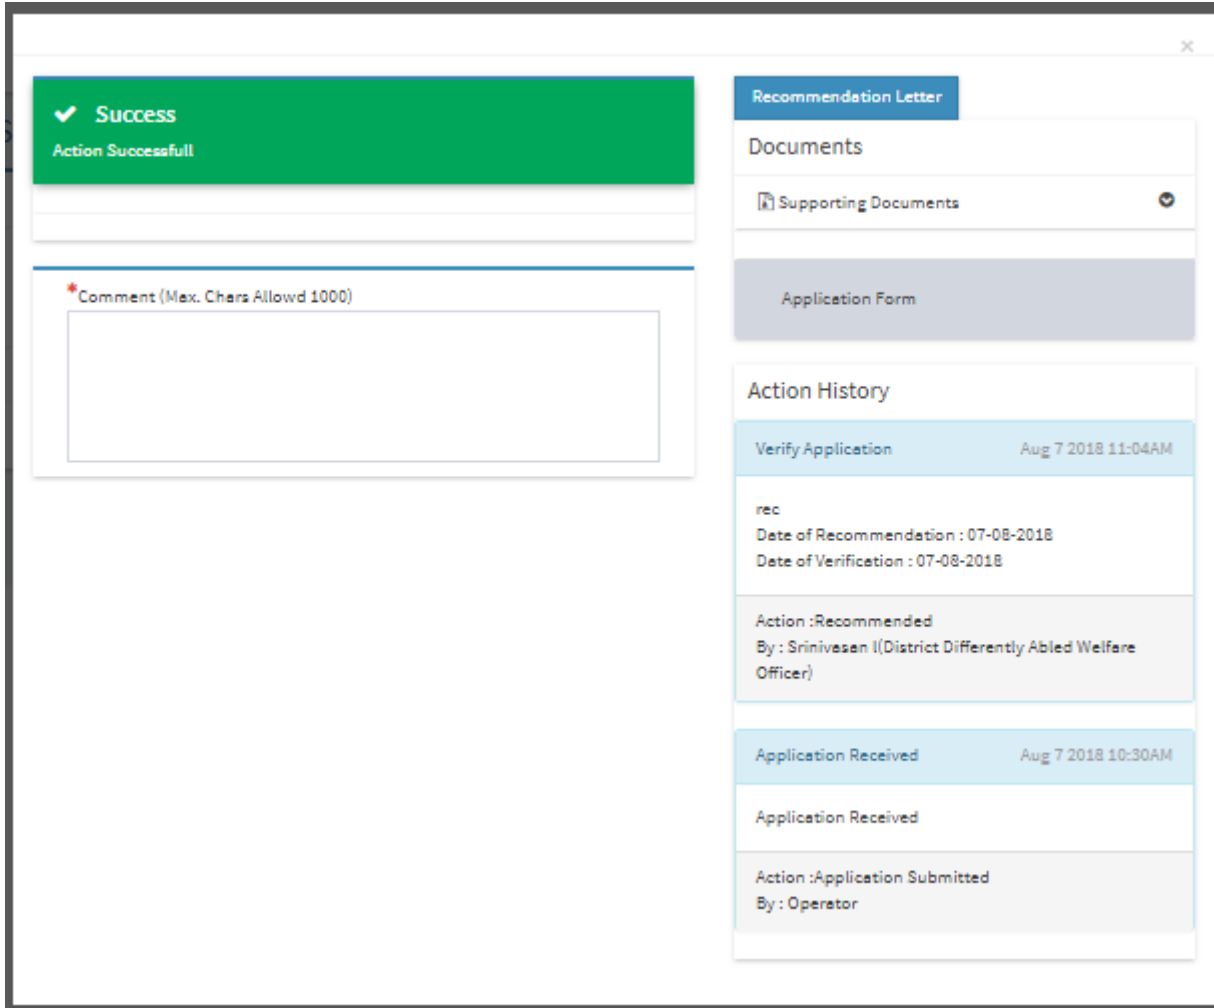 Success
Action Successfull
*Comment (Max. Chars Allowd 1000)
Recommendation Letter
Documents
Supporting Documents
Application Form
Action History
Verify Application Aug 7 2018 11:04AM
rec
Date of Recommendation : 07-08-2018
Date of Verification : 07-08-2018
Action :Recommended
By : Srinivasan I(District Differently Abled Welfare
Officer)
Application Received Aug 7 2018 10:30AM
Application Received
Action :Application Submitted
By : Operator